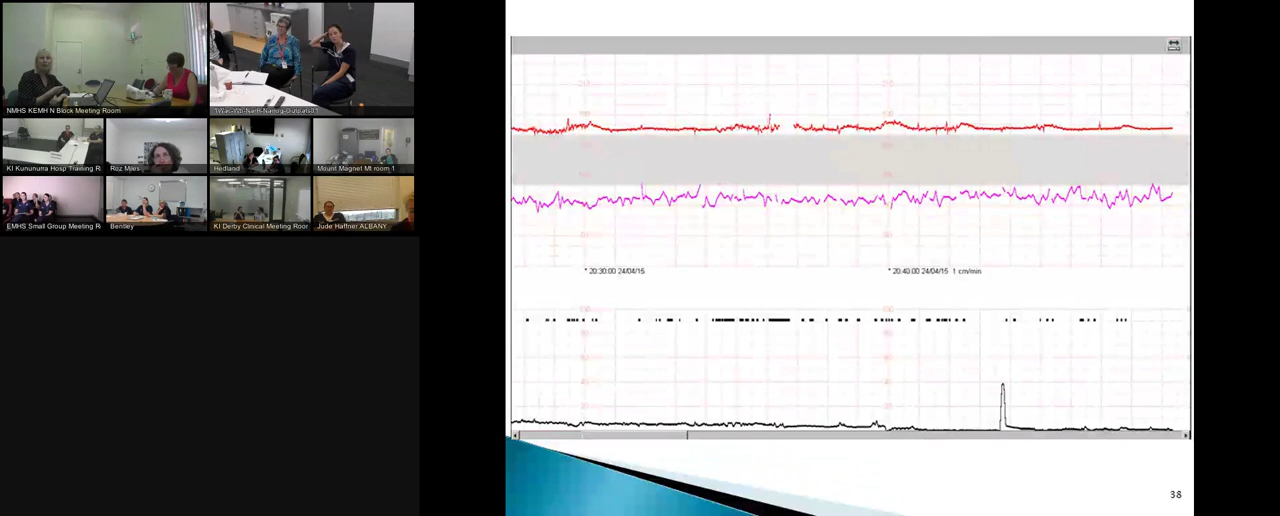 NMHS KEMH N Block Meeting Room
KI Kununurra Hosp Training R
Roz Miles
Hedland
Mount Magnet Mt room 1
EMHS Small Group Meeting R
Bentley
KI Derby Clinical Meeting Roor
Jude Haffner ALBANY
* 20:30:00 24/04/15
* 20:40:00 24/04/15 1 cm/min
38